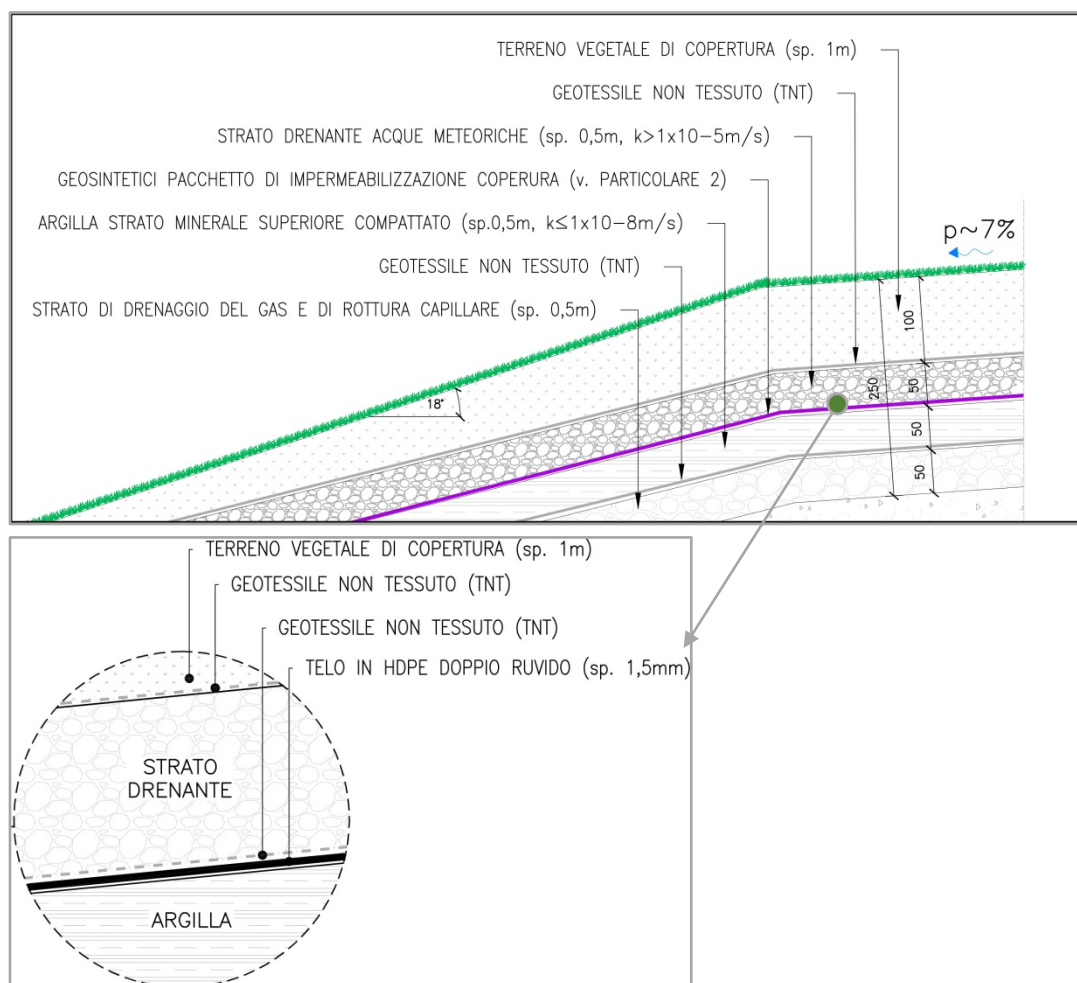 TERRENO VEGETALE DI COPERTURA (sp. 1m)
GEOTESSILE NON TESSUTO (TNT)
STRATO DRENANTE ACQUE METEORICHE (sp. 0,5m, k>1x10-5m/s)
GEOSINTETICI PACCHETTO DI IMPERMEABILIZZAZIONE COPERURA (v. PARTICOLARE 2)
ARGILLA STRATO MINERALE SUPERIORE COMPATTATO (sp.0,5m, k≤1x10-8m/s)
GEOTESSILE NON TESSUTO (TNT)
STRATO DI DRENAGGIO DEL GAS E DI ROTTURA CAPILLARE (sp. 0,5m)
p~7%
100
250
50
50
50
18°
TERRENO VEGETALE DI COPERTURA (sp. 1m)
GEOTESSILE NON TESSUTO (TNT)
GEOTESSILE NON TESSUTO (TNT)
TELO IN HDPE DOPPIO RUVIDO (sp. 1,5mm)
STRATO
DRENANTE
ARGILLA